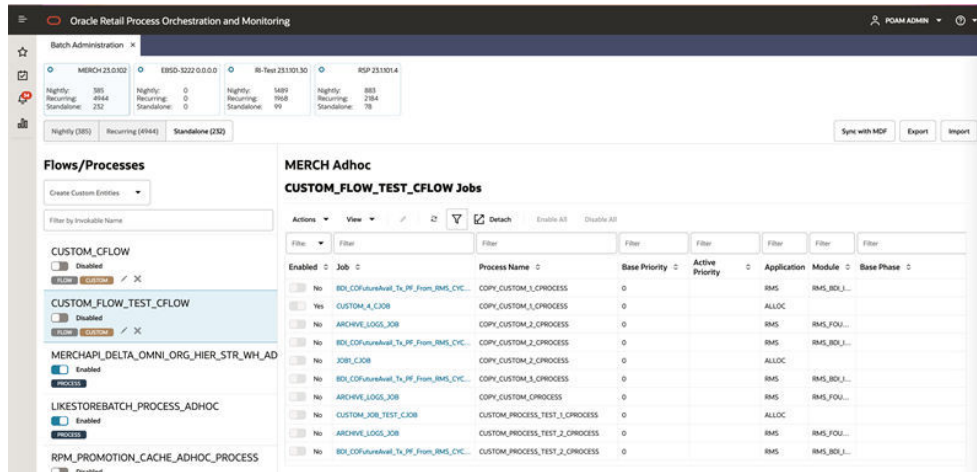 Oracle Retail Process Orchestration and Monitoring
POAM ADMIN
Batch Administration ×
MERCH 23.0.102
Nightly: 385
Recurring: 4944
Standalone: 232
EBSD-3222 0.0.0.0
Nightly: 0
Recurring: 0
Standalone: 0
RI-Test 23.1.101.30
Nightly: 1489
Recurring: 1968
Standalone: 99
RSP 23.1.101.4
Nightly: 883
Recurring: 2184
Standalone: 78
Nightly (385) Recurring (4944) Standalone (232)
Sync with MDF Export Import
Flows/Processes
Create Custom Entities
Filter by Invokable Name
CUSTOM_CFLOW
Disabled
FLOW CUSTOM
CUSTOM_FLOW_TEST_CFLOW
Disabled
FLOW CUSTOM
MERCHAPI_DELTA_OMNI_ORG_HIER_STR_WH_AD
Enabled
PROCESS
LIKESTOREBATCH_PROCESS_ADHOC
Enabled
PROCESS
RPM_PROMOTION_CACHE_ADHOC_PROCESS
Disabled
MERCH Adhoc
CUSTOM_FLOW_TEST_CFLOW Jobs
Actions View Detach Enable All Disable All
Filte Filter Filter Filter Filter Filter Filter Filter
Enabled Job Process Name Base Priority Active Priority Application Module Base Phase
No BDI_COFutureAvail_Tx_PF_From_RMS_CYC... COPY_CUSTOM_1_CPROCESS 0 RMS RMS_BDI_I...
Yes CUSTOM_4_CJOB COPY_CUSTOM_1_CPROCESS 0 ALLOC
No ARCHIVE_LOGS_JOB COPY_CUSTOM_2_CPROCESS 0 RMS RMS_FOU...
No BDI_COFutureAvail_Tx_PF_From_RMS_CYC... COPY_CUSTOM_2_CPROCESS 0 RMS RMS_BDI_I...
No JOB1_CJOB COPY_CUSTOM_2_CPROCESS 0 ALLOC
No BDI_COFutureAvail_Tx_PF_From_RMS_CYC... COPY_CUSTOM_3_CPROCESS 0 RMS RMS_BDI_I...
No ARCHIVE_LOGS_JOB COPY_CUSTOM_CPROCESS 0 RMS RMS_FOU...
No CUSTOM_JOB_TEST_CJOB CUSTOM_PROCESS_TEST_1_CPROCESS 0 ALLOC
No ARCHIVE_LOGS_JOB CUSTOM_PROCESS_TEST_2_CPROCESS 0 RMS RMS_FOU...
No BDI_COFutureAvail_Tx_PF_From_RMS_CYC... CUSTOM_PROCESS_TEST_2_CPROCESS 0 RMS RMS_BDI_I...